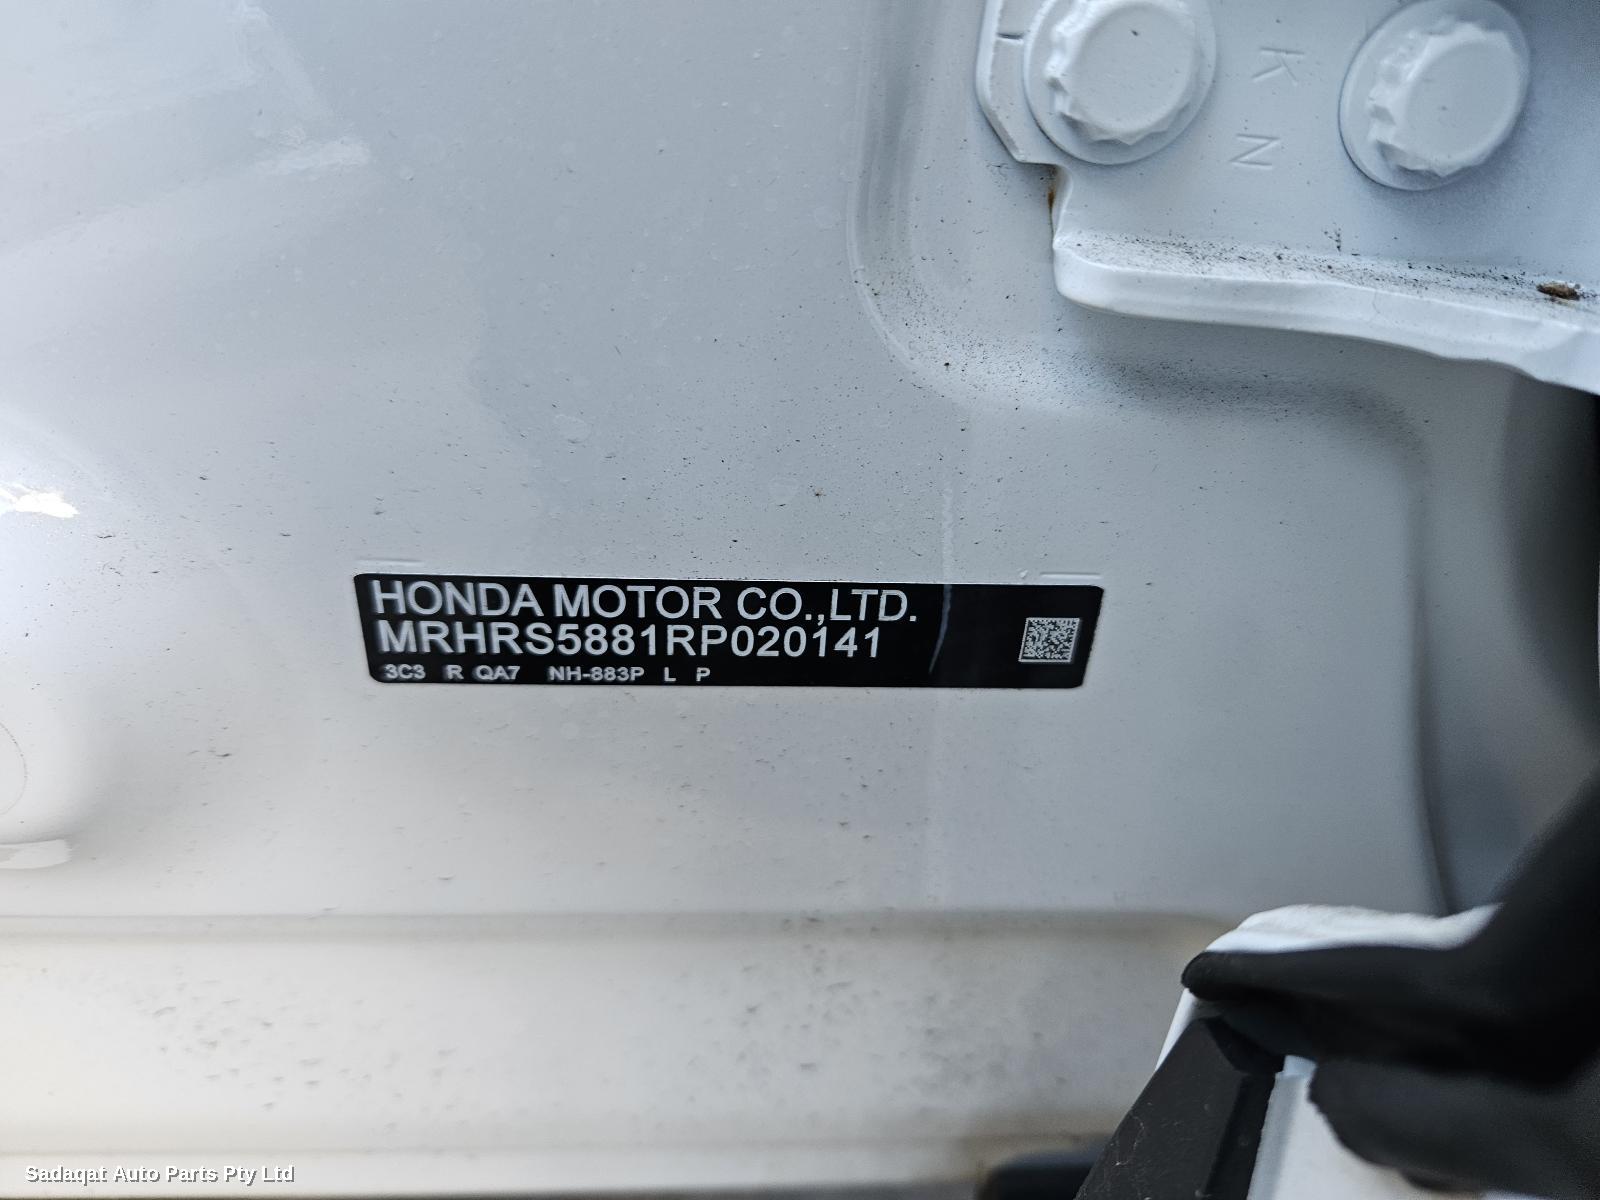 K
N
HONDA MOTOR CO.,LTD.
MRHRS5881RP020141
3C3 R QA7 NH-883P L P
Sadaqat Auto Parts Pty Ltd